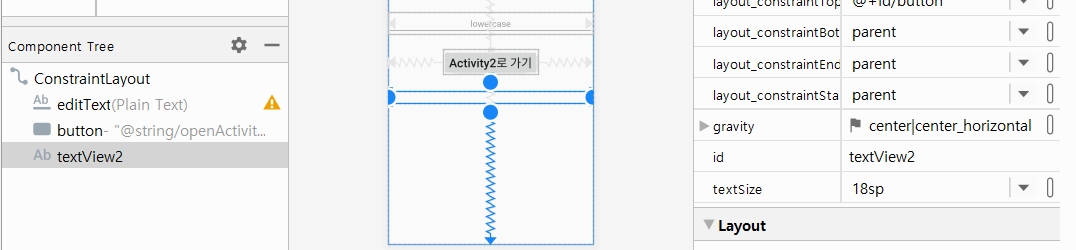 Component Tree
ConstraintLayout
Ab editText(Plain Text)
button- "@string/openActivit...
Ab textView2
lowercase
Activity2로 가기
layout_constraintTop @+id/button
layout_constraintBot parent
layout_constraintEnd parent
layout_constraintSta parent
gravity center|center_horizontal
id textView2
textSize 18sp
Layout